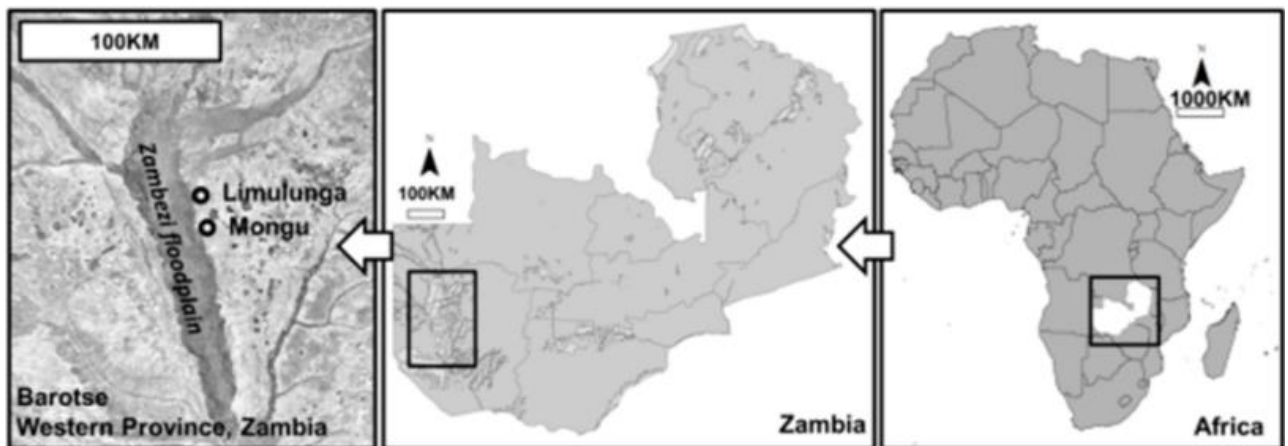 100KM
Limulunga
Mongu
Zambezi floodplain
Barotse
Western Province, Zambia
N
100KM
Zambia
N
1000KM
Africa